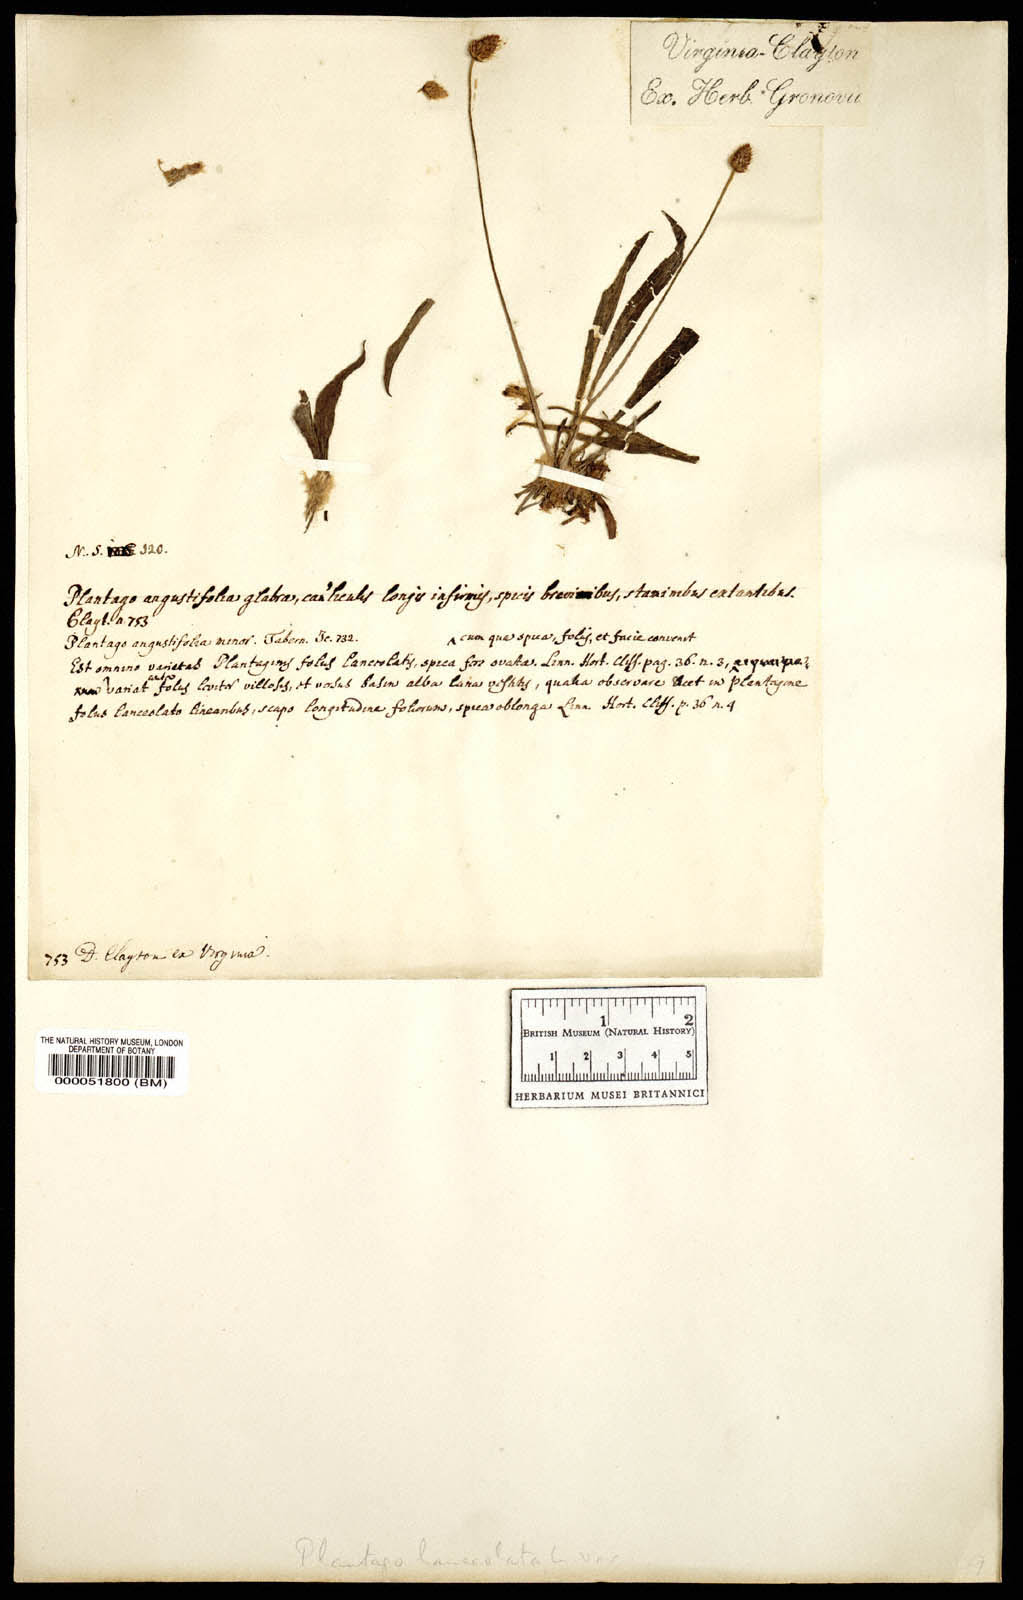 Virginia - Clayton
Ex. Herb. Gronovii
N. S. 320.
Plantago angustifolia glabra, cauliculis longis infirmis, spicis brevioribus, staminibus extantibus.
Clayt. n. 753
Plantago angustifolia minor. Tabern. Ic. 732.
cum qua spica, foliis, et facie convenit
Est omnino varietas Plantaginis foliis lanceolatis, spica fere ovata. Linn. Hort. Cliff. pag. 36. n. 3,
variat foliis leviter villosis, et versus basin alba lana vestitis, qualia observare licet in Plantagine
foliis lanceolato linearibus, scapo longitudine foliorum, spica oblonga Linn. Hort. Cliff. p. 36 n. 4
753 D. Clayton ex Virginia.
THE NATURAL HISTORY MUSEUM, LONDON
DEPARTMENT OF BOTANY
000051800 (BM)
1 2
BRITISH MUSEUM (NATURAL HISTORY)
1 2 3 4 5
HERBARIUM MUSEI BRITANNICI
Plantago lanceolata L. var